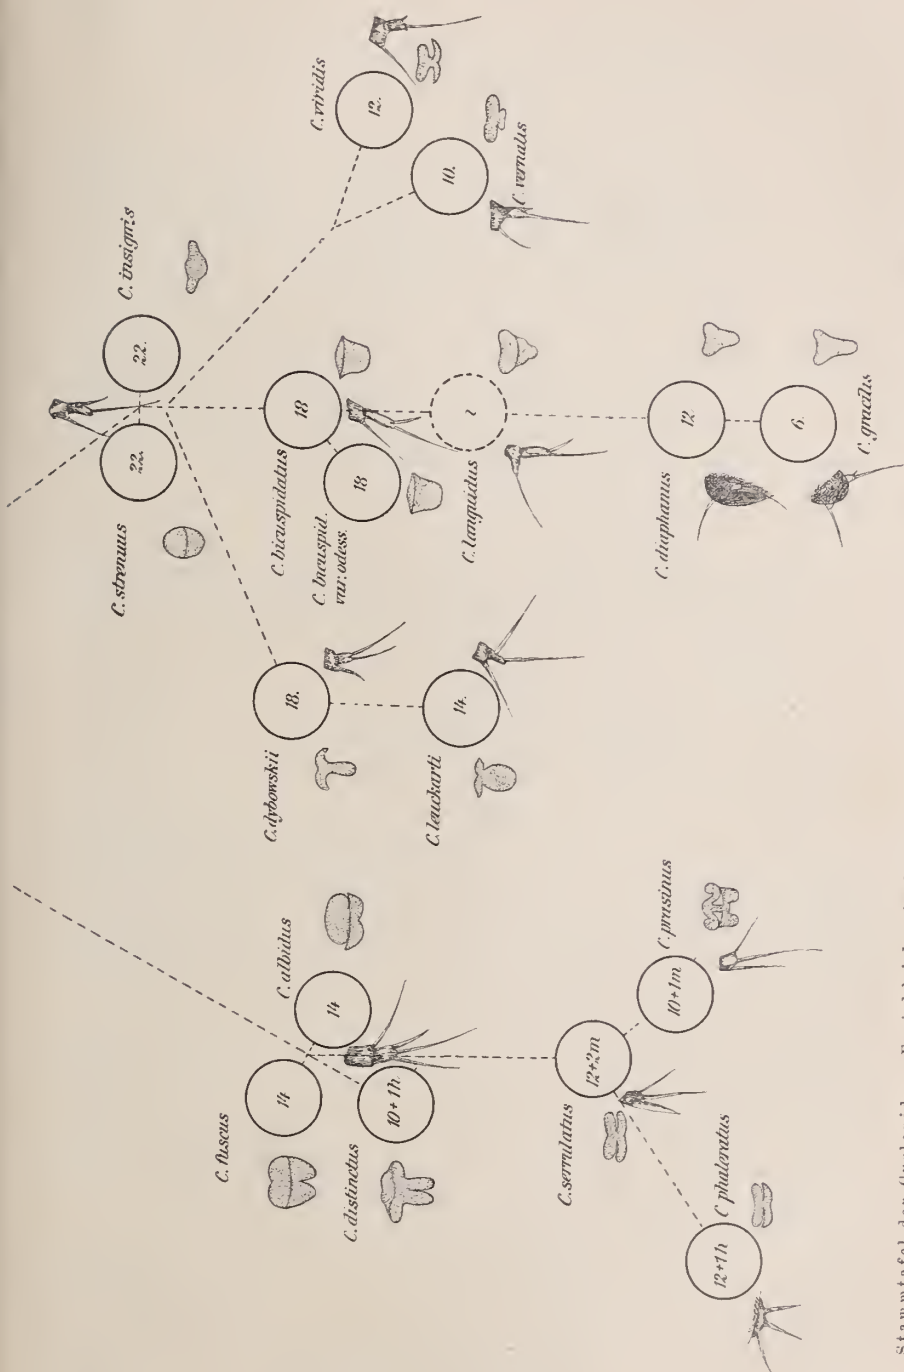 C. strenuus
22.
C. insignis
22.
C. fuscus
14
C. albidus
14
C. distinctus
10+1h
C. dybowskii
18.
C. bicuspidatus
18
C. bicuspid.
var. odess.
18
C. viridis
12.
C. vernalis
10.
C. leuckarti
14.
C. languidus
?
C. serrulatus
12+2m
C. prasinus
10+1m
C. phaleratus
12+1h
C. diaphanus
12.
C. gracilis
6.
Stammtafel der